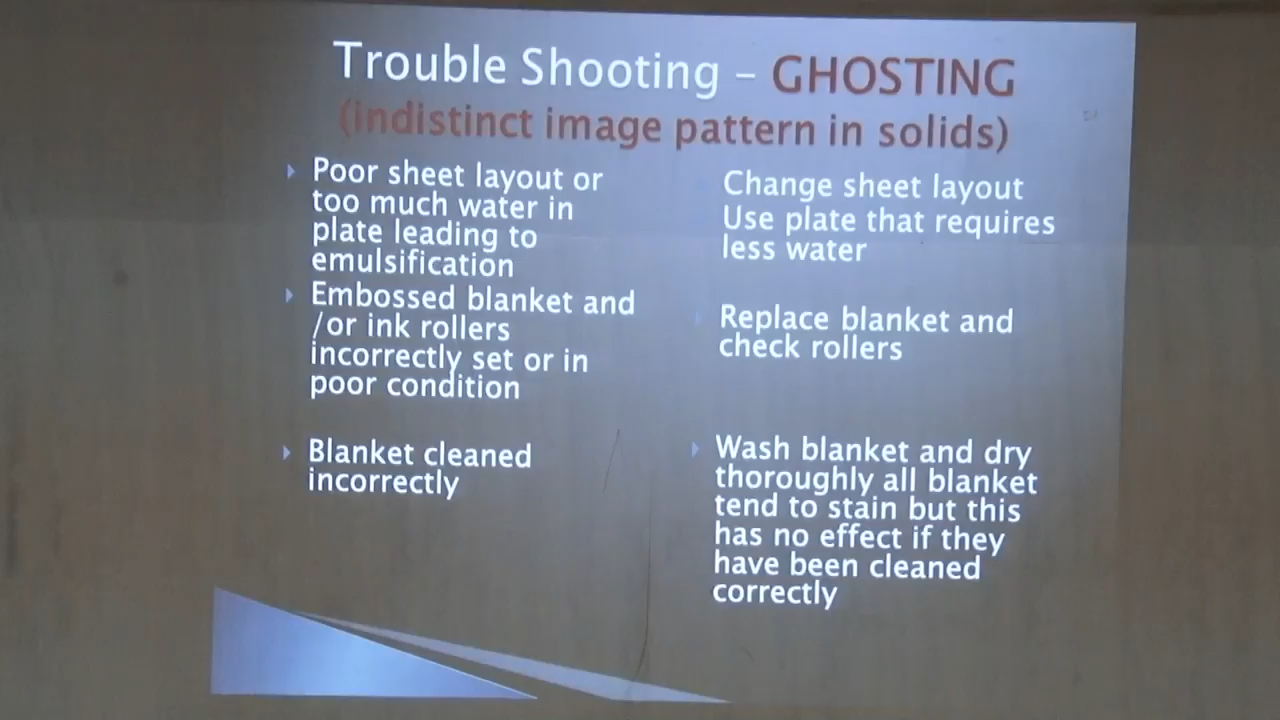 Trouble Shooting – GHOSTING
(indistinct image pattern in solids)
Poor sheet layout or
too much water in
plate leading to
emulsification
Embossed blanket and
/or ink rollers
incorrectly set or in
poor condition
Blanket cleaned
incorrectly
Change sheet layout
Use plate that requires
less water
Replace blanket and
check rollers
Wash blanket and dry
thoroughly all blanket
tend to stain but this
has no effect if they
have been cleaned
correctly